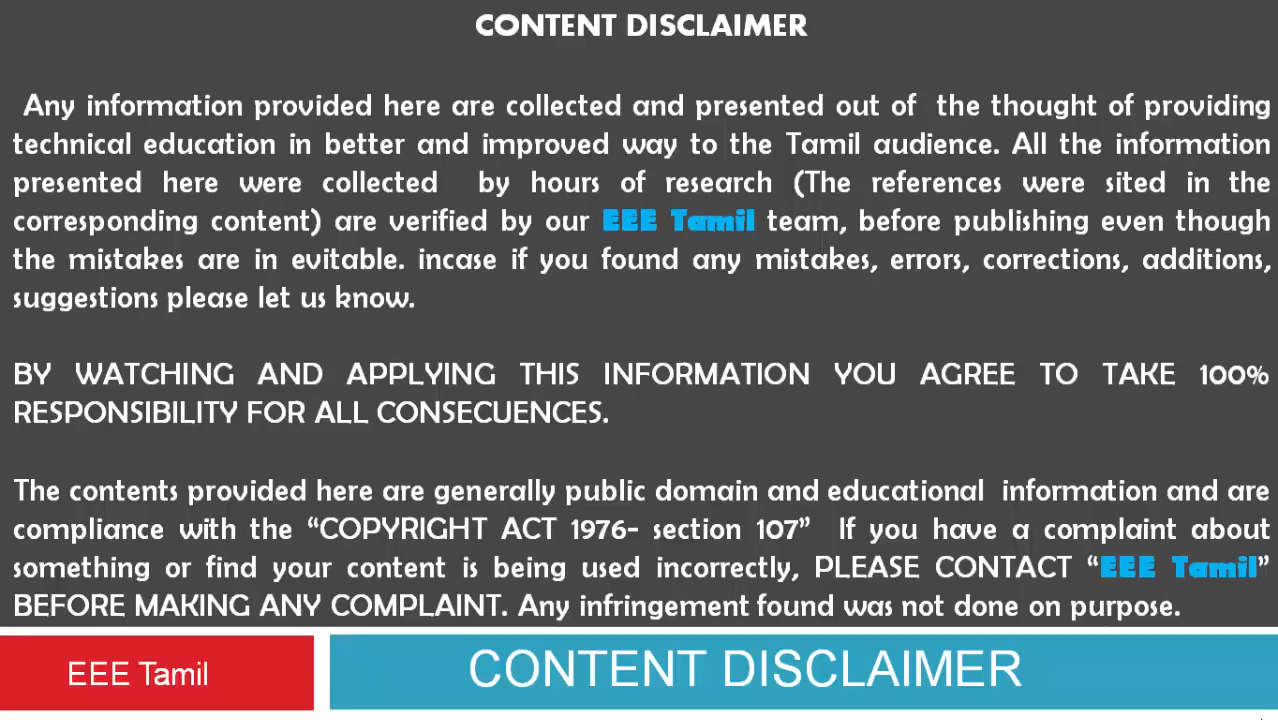 CONTENT DISCLAIMER
Any information provided here are collected and presented out of the thought of providing
technical education in better and improved way to the Tamil audience. All the information
presented here were collected by hours of research (The references were sited in the
corresponding content) are verified by our EEE Tamil team, before publishing even though
the mistakes are in evitable. incase if you found any mistakes, errors, corrections, additions,
suggestions please let us know.
BY WATCHING AND APPLYING THIS INFORMATION YOU AGREE TO TAKE 100%
RESPONSIBILITY FOR ALL CONSECUENCES.
The contents provided here are generally public domain and educational information and are
compliance with the “COPYRIGHT ACT 1976- section 107” If you have a complaint about
something or find your content is being used incorrectly, PLEASE CONTACT “EEE Tamil”
BEFORE MAKING ANY COMPLAINT. Any infringement found was not done on purpose.
EEE Tamil
CONTENT DISCLAIMER